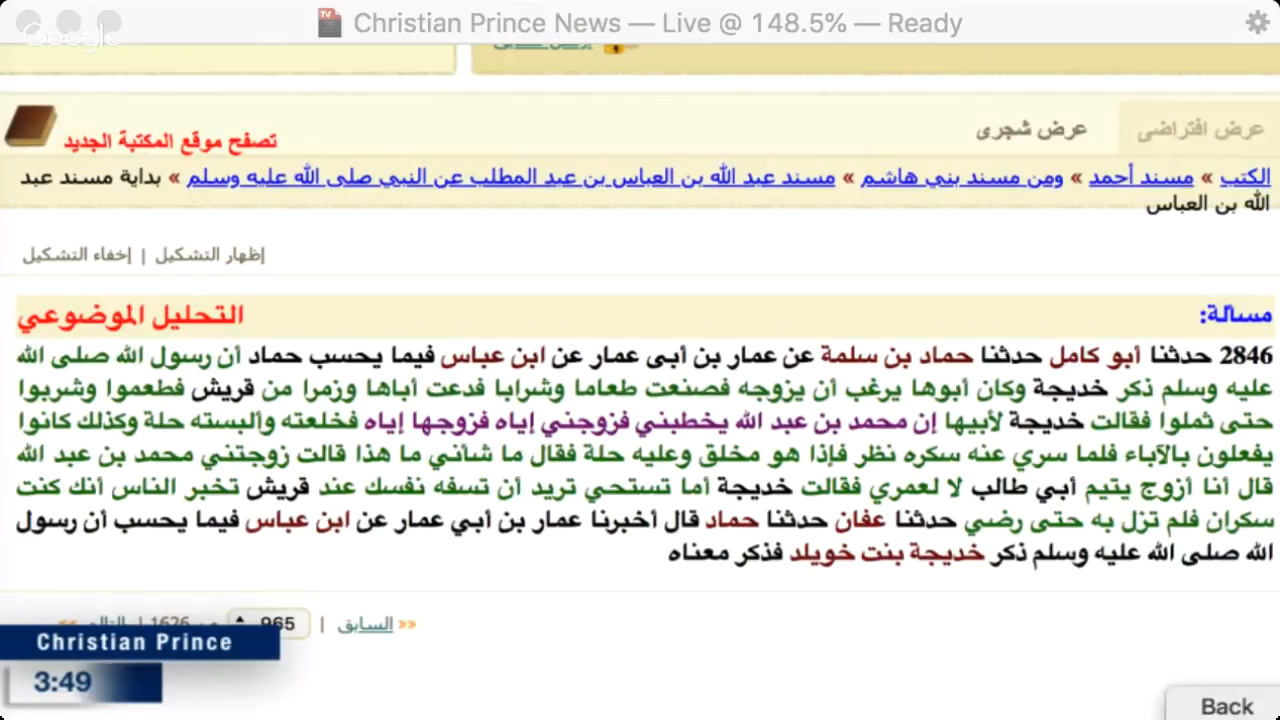 Christian Prince News — Live @ 148.5% — Ready
Google
عرض افتراضي
عرض شجري
تصفح موقع المكتبة الجديد
الكتب » مسند أحمد » ومن مسند بني هاشم » مسند عبد الله بن العباس بن عبد المطلب عن النبي صلى الله عليه وسلم » بداية مسند عبد
الله بن العباس
إظهار التشكيل | إخفاء التشكيل
مسألة:
التحليل الموضوعي
2846 حدثنا أبو كامل حدثنا حماد بن سلمة عن عمار بن أبي عمار عن ابن عباس فيما يحسب حماد أن رسول الله صلى الله
عليه وسلم ذكر خديجة وكان أبوها يرغب أن يزوجه فصنعت طعاما وشرابا فدعت أباها وزمرا من قريش فطعموا وشربوا
حتى ثملوا فقالت خديجة لأبيها إن محمد بن عبد الله يخطبني فزوجني إياه فزوجها إياه فخلعته وألبسته حلة وكذلك كانوا
يفعلون بالآباء فلما سري عنه سكره نظر فإذا هو مخلق وعليه حلة فقال ما شأني ما هذا قالت زوجتني محمد بن عبد الله
قال أنا أزوج يتيم أبي طالب لا لعمري فقالت خديجة أما تستحي تريد أن تسفه نفسك عند قريش تخبر الناس أنك كنت
سكران فلم تزل به حتى رضي حدثنا عفان حدثنا حماد قال أخبرنا عمار بن أبي عمار عن ابن عباس فيما يحسب أن رسول
الله صلى الله عليه وسلم ذكر خديجة بنت خويلد فذكر معناه
السابق | 965 من 1626 | التالي
Christian Prince
3:49
Back